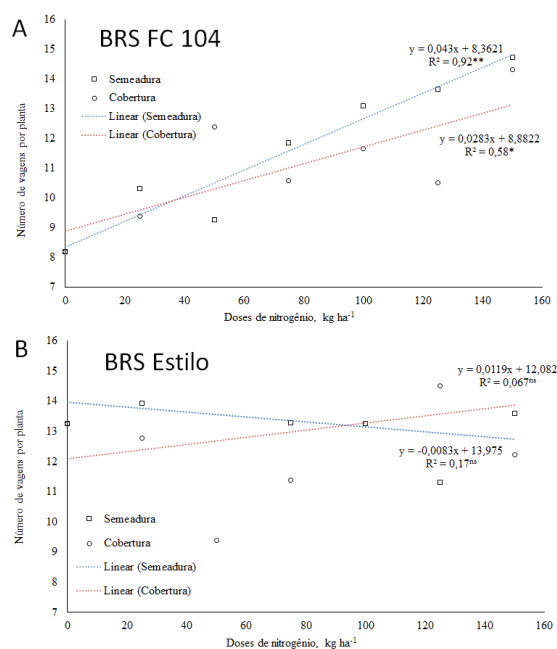 A
BRS FC 104
Número de vagens por planta
16
15
14
13
12
11
10
9
8
7
y = 0,043x + 8,3621
R² = 0,92**
Semeadura
Cobertura
Linear (Semeadura)
Linear (Cobertura)
y = 0,0283x + 8,8822
R² = 0,58*
0 20 40 60 80 100 120 140 160
Doses de nitrogênio, kg ha⁻¹
B
BRS Estilo
Número de vagens por planta
16
15
14
13
12
11
10
9
8
7
y = 0,0119x + 12,082
R² = 0,067ⁿˢ
y = -0,0083x + 13,975
R² = 0,17ⁿˢ
Semeadura
Cobertura
Linear (Semeadura)
Linear (Cobertura)
0 20 40 60 80 100 120 140 160
Doses de nitrogênio, kg ha⁻¹